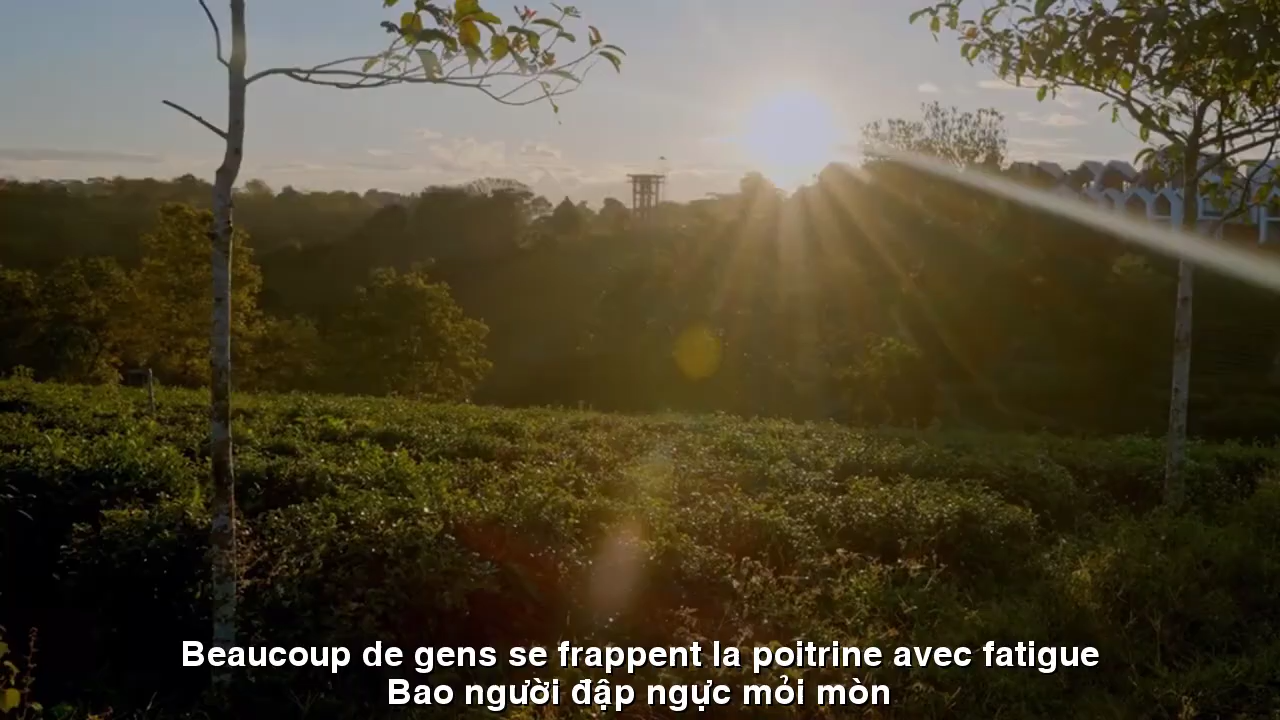 Beaucoup de gens se frappent la poitrine avec fatigue
Bao người đập ngực mỏi mòn